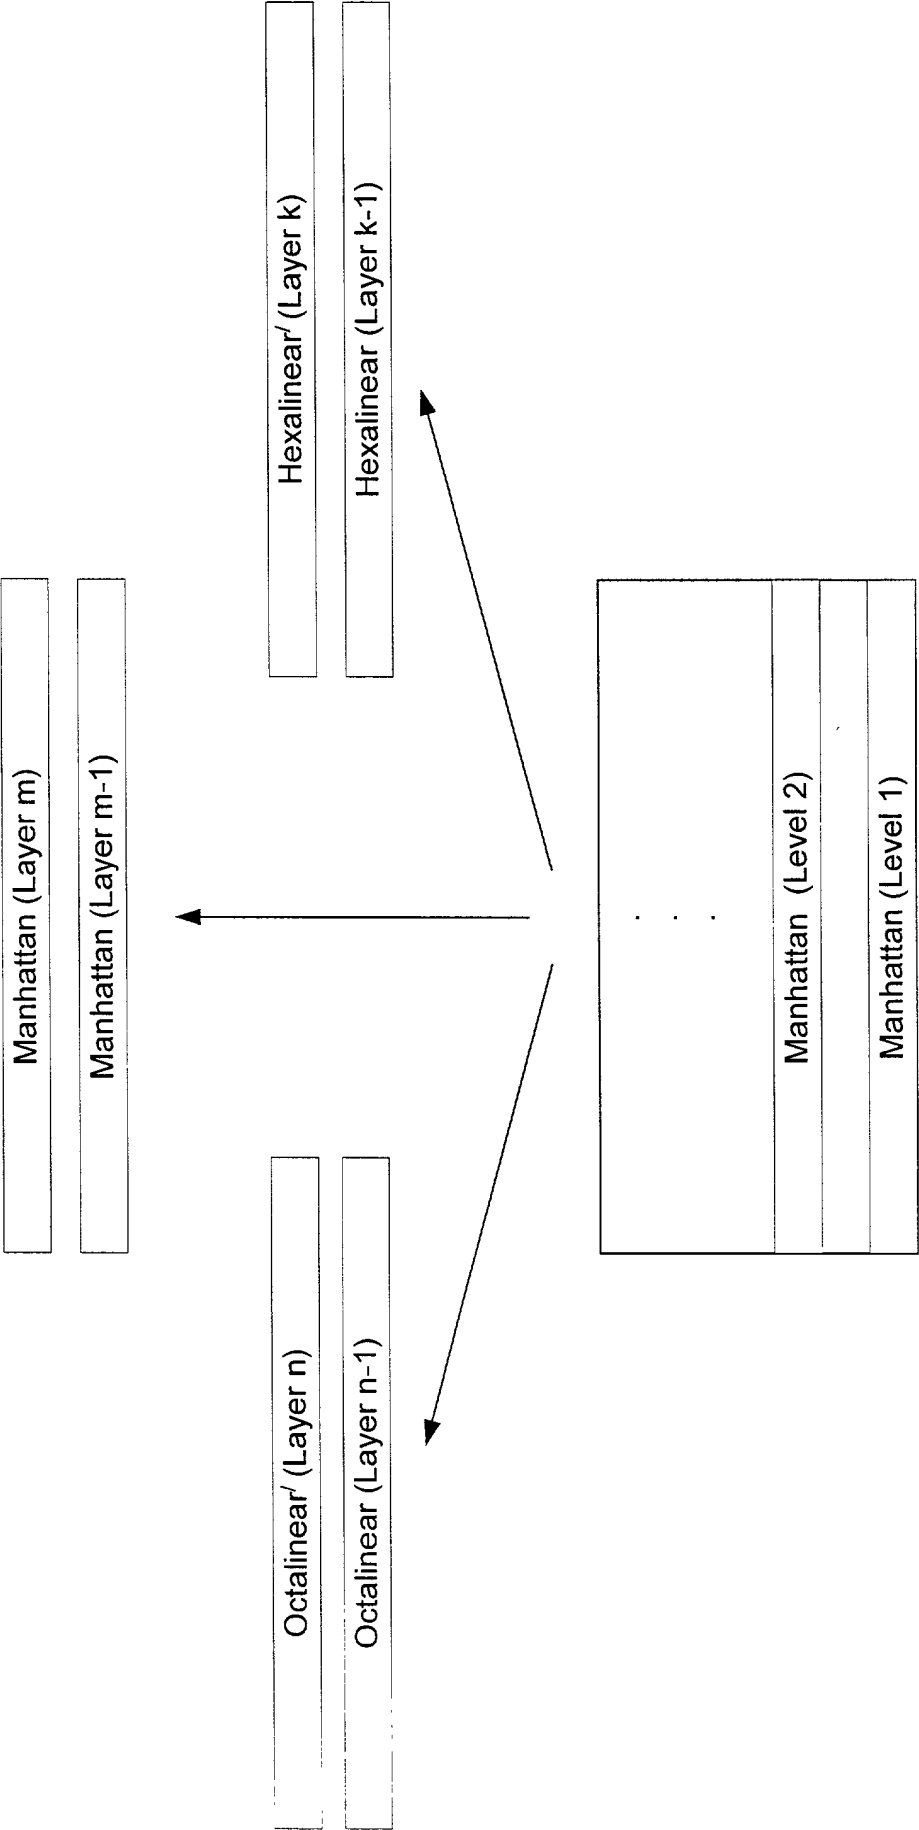 Manhattan (Layer m)
Manhattan (Layer m-1)
Octalinear/ (Layer n)
Octalinear (Layer n-1)
Hexalinear/ (Layer k)
Hexalinear (Layer k-1)
. . .
Manhattan (Level 2)
Manhattan (Level 1)